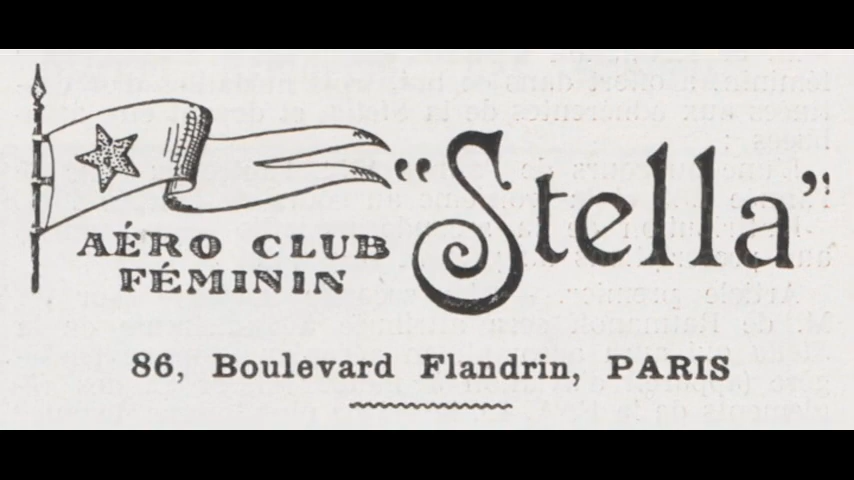 AÉRO CLUB
FÉMININ
“Stella”
86, Boulevard Flandrin, PARIS